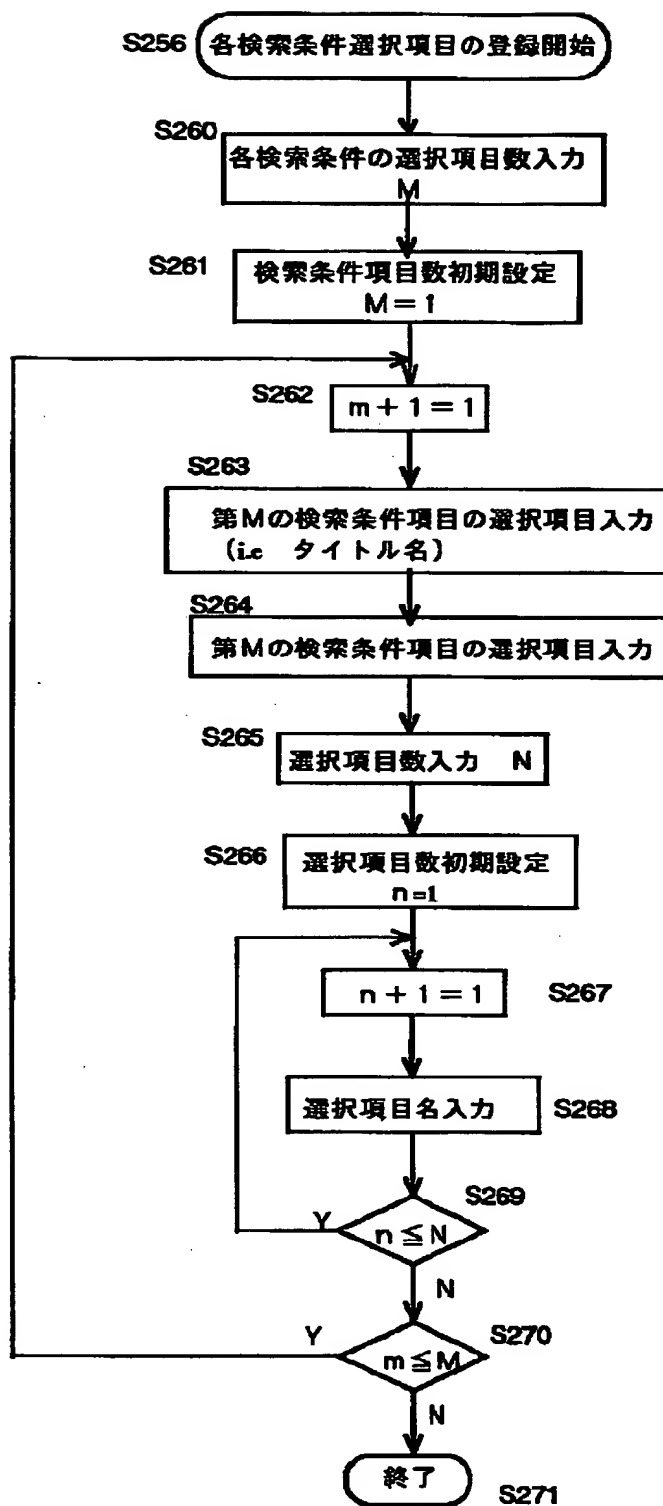 S256 各検索条件選択項目の登録開始
S260
各検索条件の選択項目数入力
M
S261
検索条件項目数初期設定
M=1
S262
m+1=1
S263
第Mの検索条件項目の選択項目入力
(i.e タイトル名)
S264
第Mの検索条件項目の選択項目入力
S265
選択項目数入力 N
S266
選択項目数初期設定
n=1
n+1=1 S267
選択項目名入力 S268
S269
Y n≦N
N
Y S270
m≦M
N
終了
S271